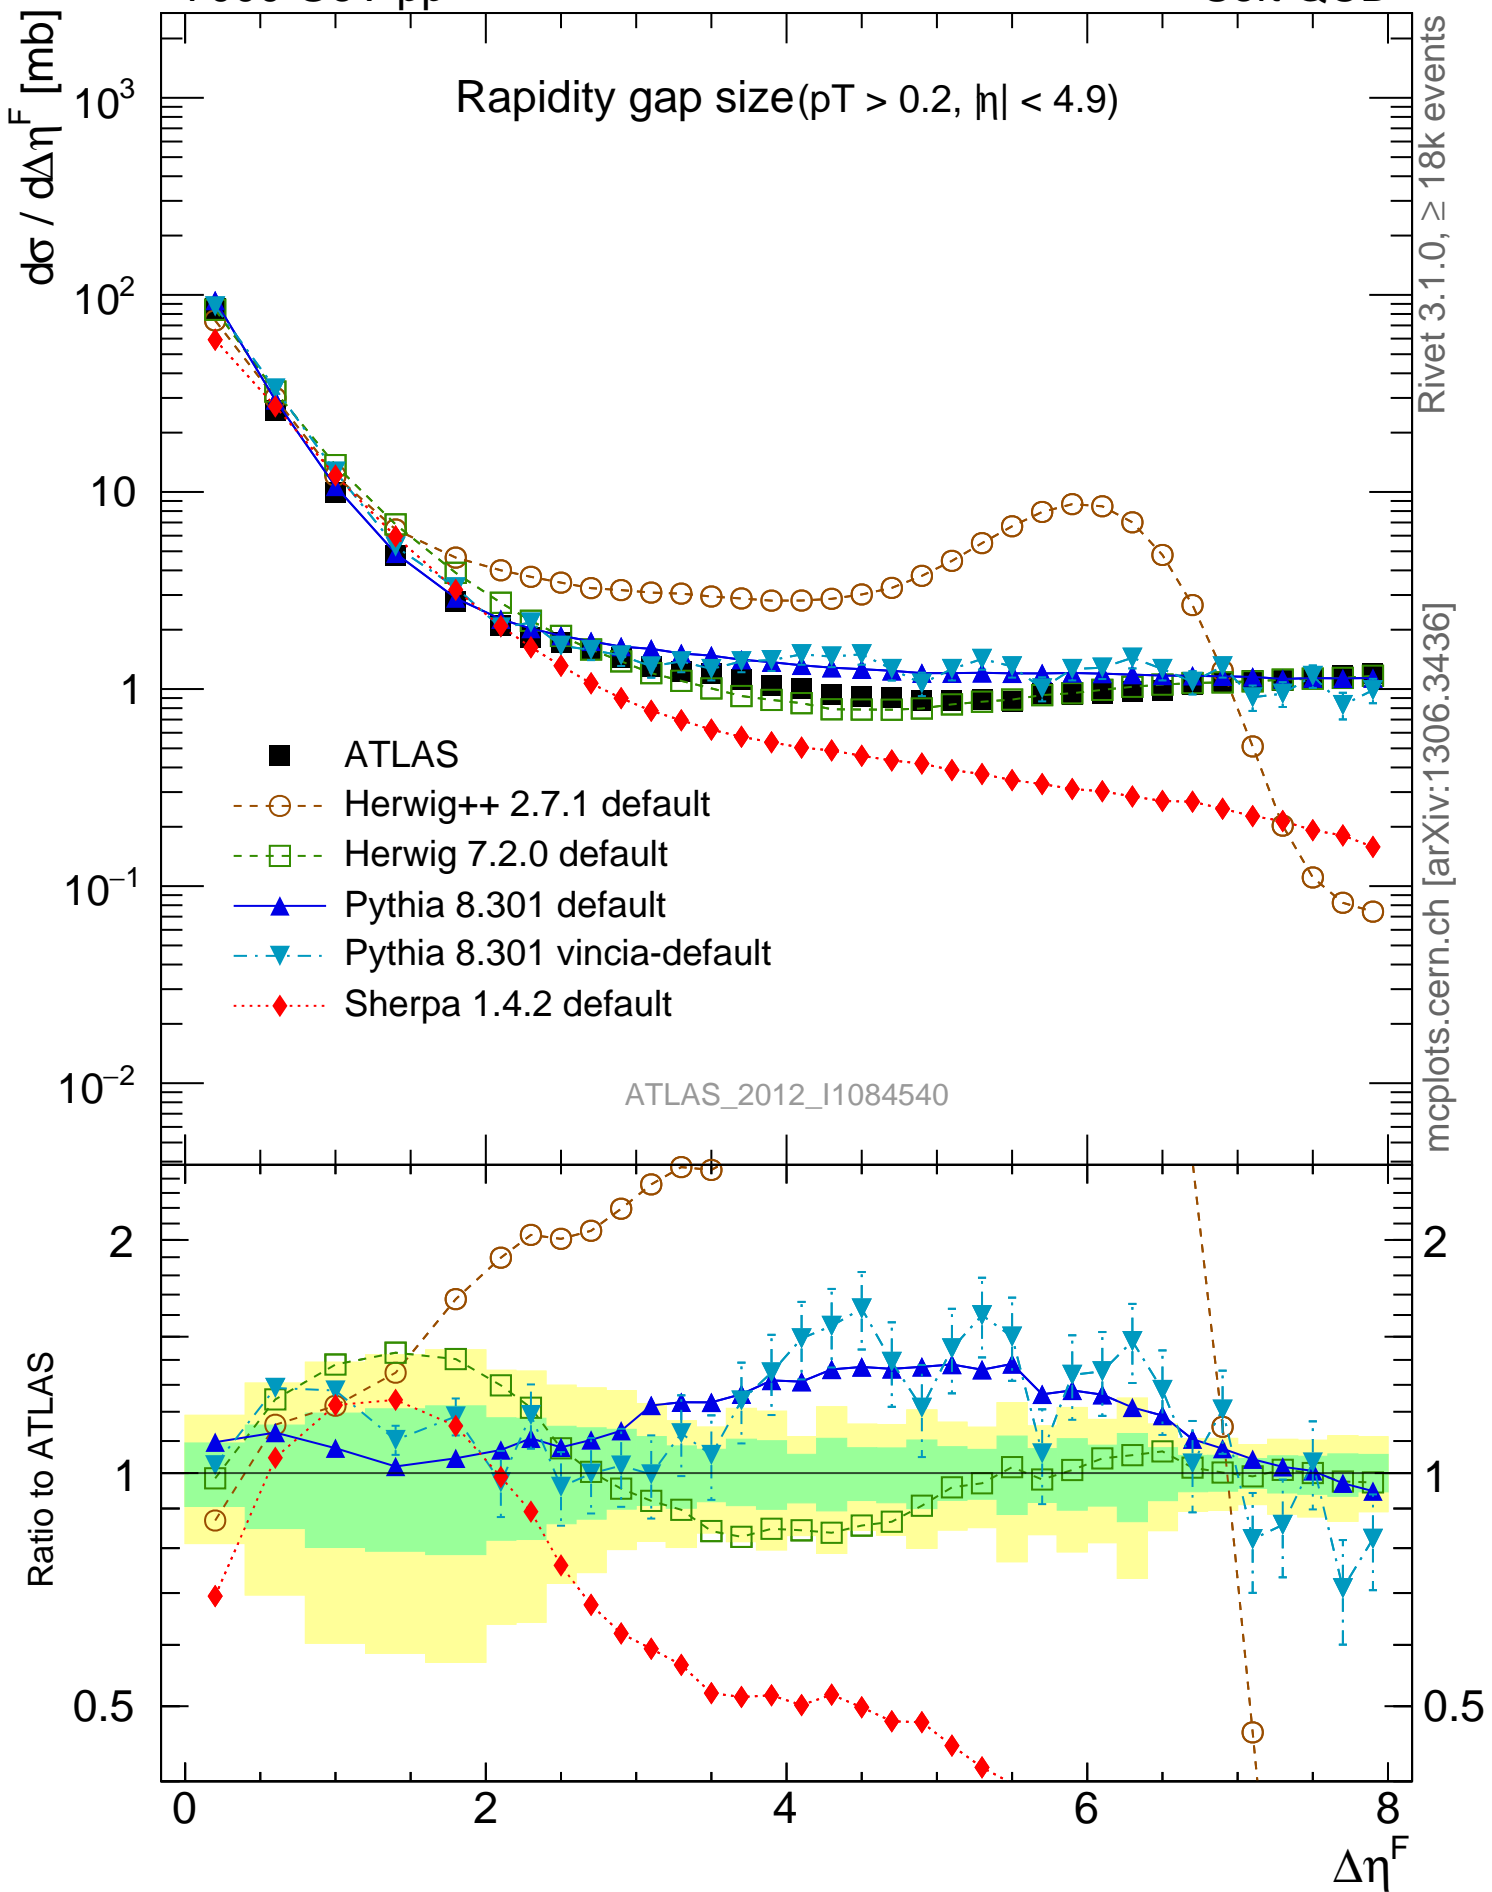 dσ / dΔη^F [mb]
Rapidity gap size (pT > 0.2, |η| < 4.9)
10^3
10^2
10
1
10^−1
10^−2
ATLAS
Herwig++ 2.7.1 default
Herwig 7.2.0 default
Pythia 8.301 default
Pythia 8.301 vincia-default
Sherpa 1.4.2 default
ATLAS_2012_I1084540
Rivet 3.1.0, ≥ 18k events
mcplots.cern.ch [arXiv:1306.3436]
Ratio to ATLAS
2
1
0.5
2
1
0.5
0 2 4 6 8
Δη^F